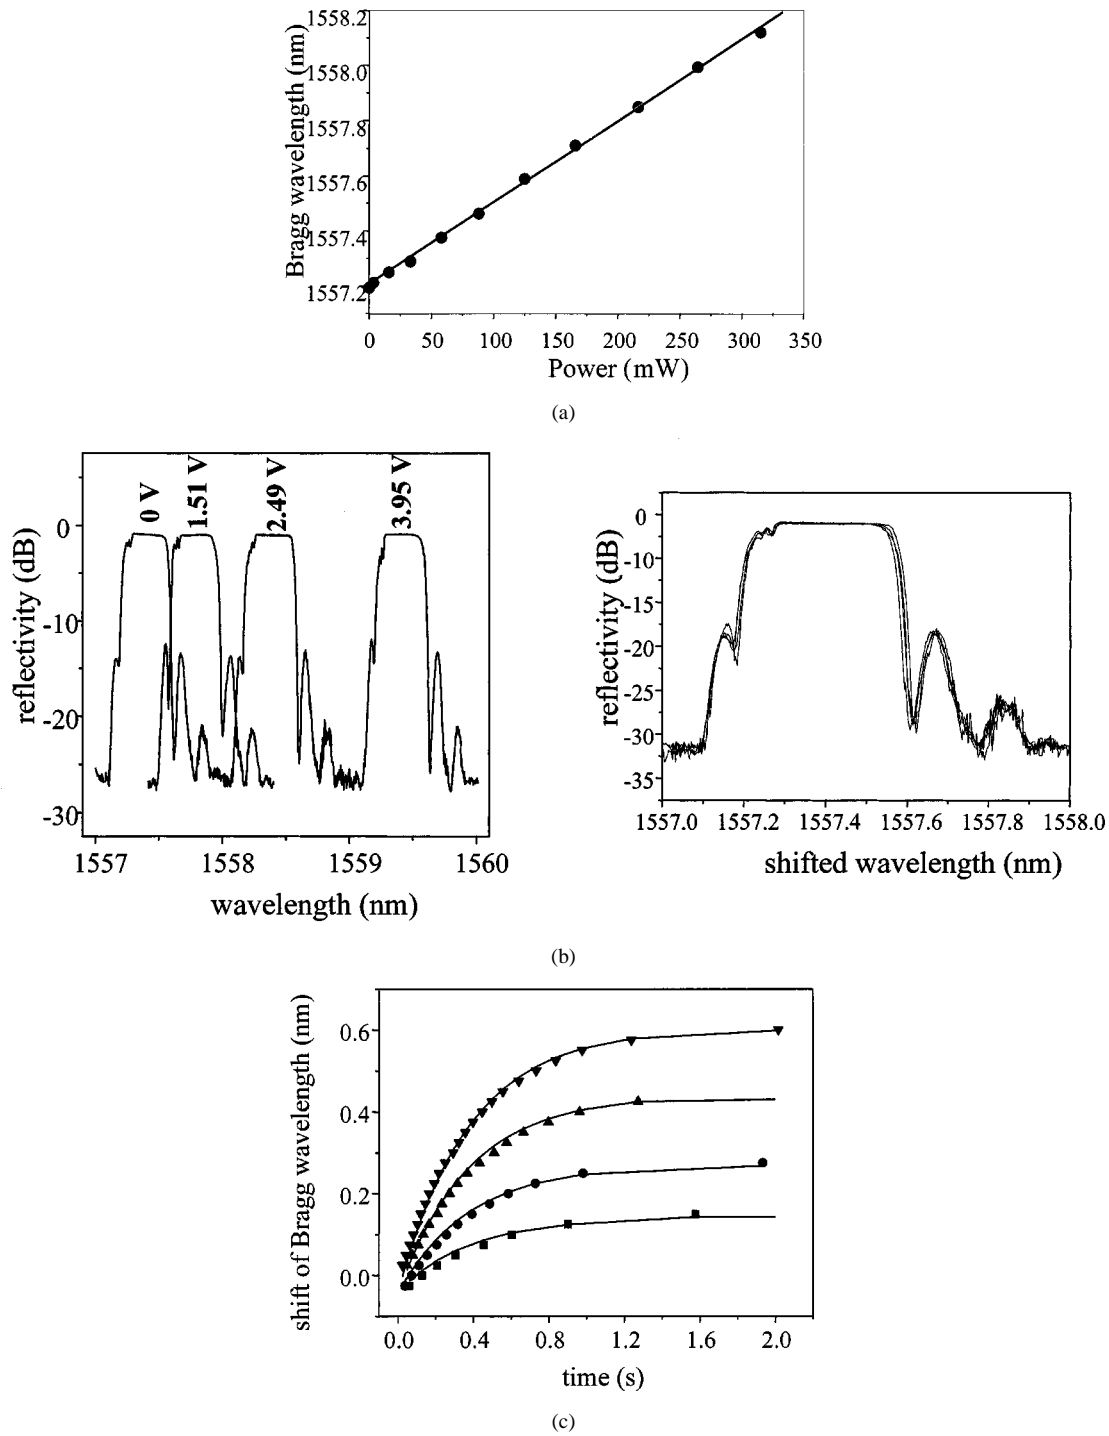 1558.2
1558.0
1557.8
1557.6
1557.4
1557.2
Bragg wavelength (nm)
0 50 100 150 200 250 300 350
Power (mW)
(a)
0 V
1.51 V
2.49 V
3.95 V
0
-10
-20
-30
reflectivity (dB)
1557 1558 1559 1560
wavelength (nm)
0
-10
-15
-20
-25
-30
-35
reflectivity (dB)
1557.0 1557.2 1557.4 1557.6 1557.8 1558.0
shifted wavelength (nm)
(b)
0.6
0.4
0.2
0.0
shift of Bragg wavelength (nm)
0.0 0.4 0.8 1.2 1.6 2.0
time (s)
(c)